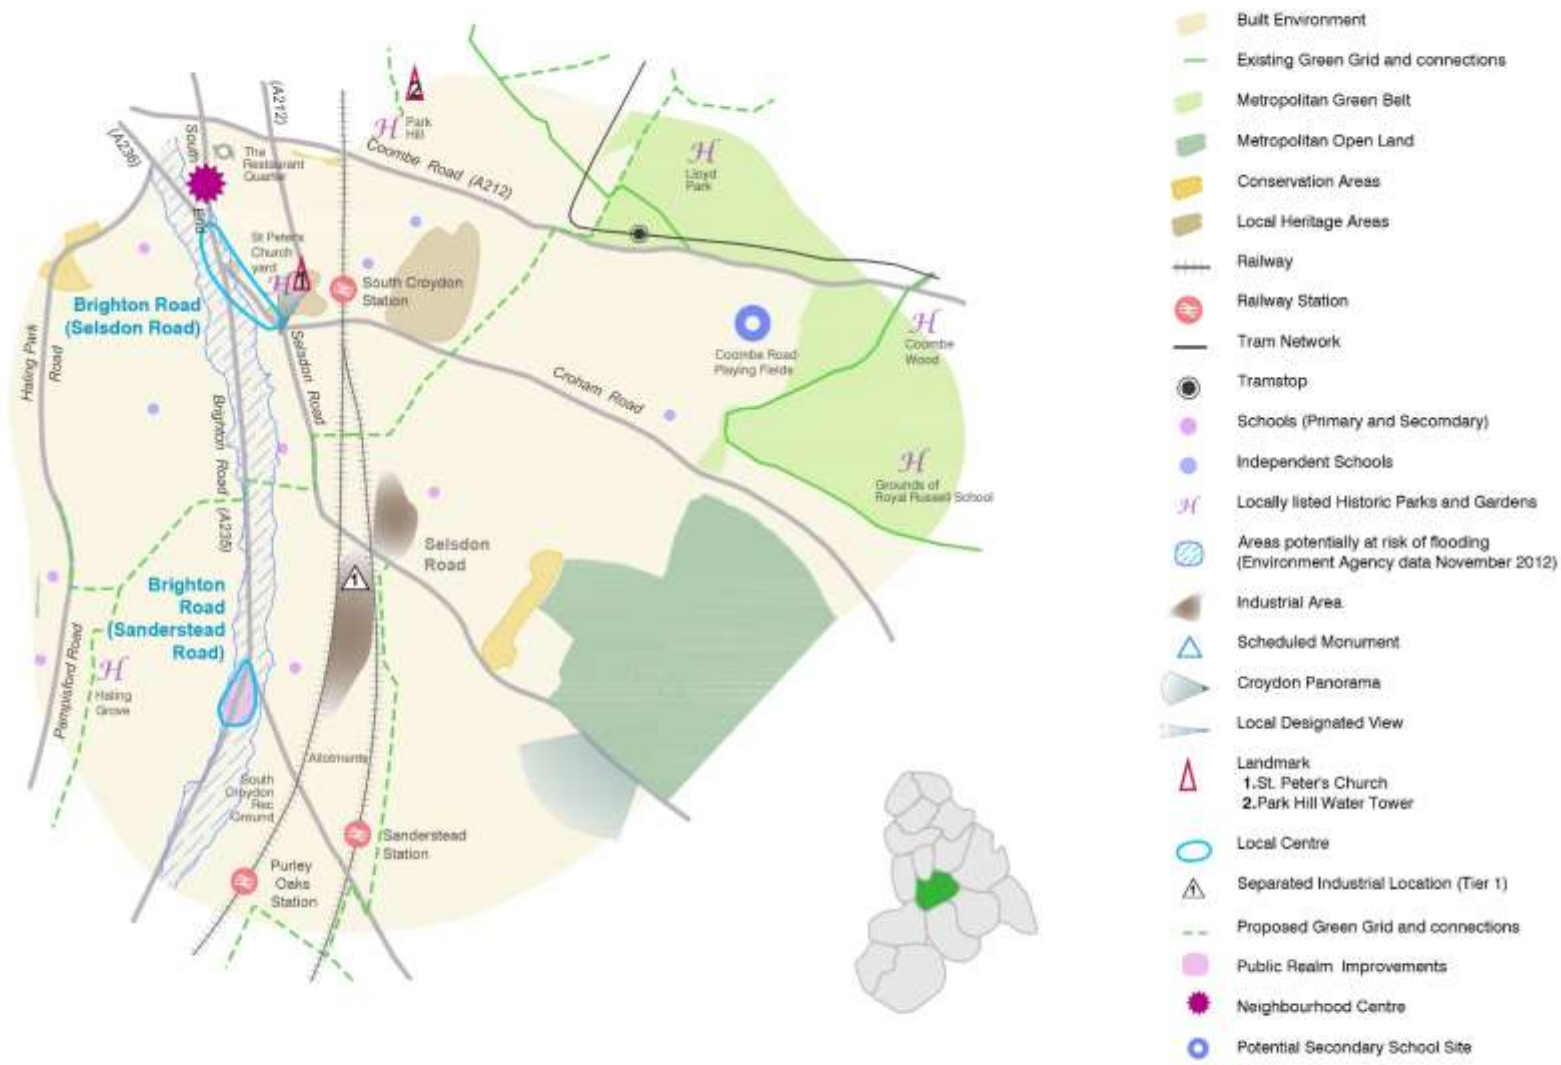 (A236)
South
End
(A212)
The
Restaurant
Quarter
2
Park
Hill
Coombe Road (A212)
Lloyd
Park
St Peter's
Church
yard
1
South Croydon
Station
Brighton Road
(Selsdon Road)
Haling Park
Road
Selsdon Road
Coombe Road
Playing Fields
Coombe
Wood
Croham Road
Brighton Road (A235)
Grounds of
Royal Russell School
Selsdon
Road
1
Brighton
Road
(Sanderstead
Road)
Pampisford Road
Haling
Grove
Allotments
South
Croydon
Rec
Ground
Sanderstead
Station
Purley
Oaks
Station
Built Environment
Existing Green Grid and connections
Metropolitan Green Belt
Metropolitan Open Land
Conservation Areas
Local Heritage Areas
Railway
Railway Station
Tram Network
Tramstop
Schools (Primary and Secomdary)
Independent Schools
H Locally listed Historic Parks and Gardens
Areas potentially at risk of flooding
(Environment Agency data November 2012)
Industrial Area
Scheduled Monument
Croydon Panorama
Local Designated View
Landmark
1.St. Peter's Church
2.Park Hill Water Tower
Local Centre
1 Separated Industrial Location (Tier 1)
Proposed Green Grid and connections
Public Realm Improvements
Neighbourhood Centre
Potential Secondary School Site